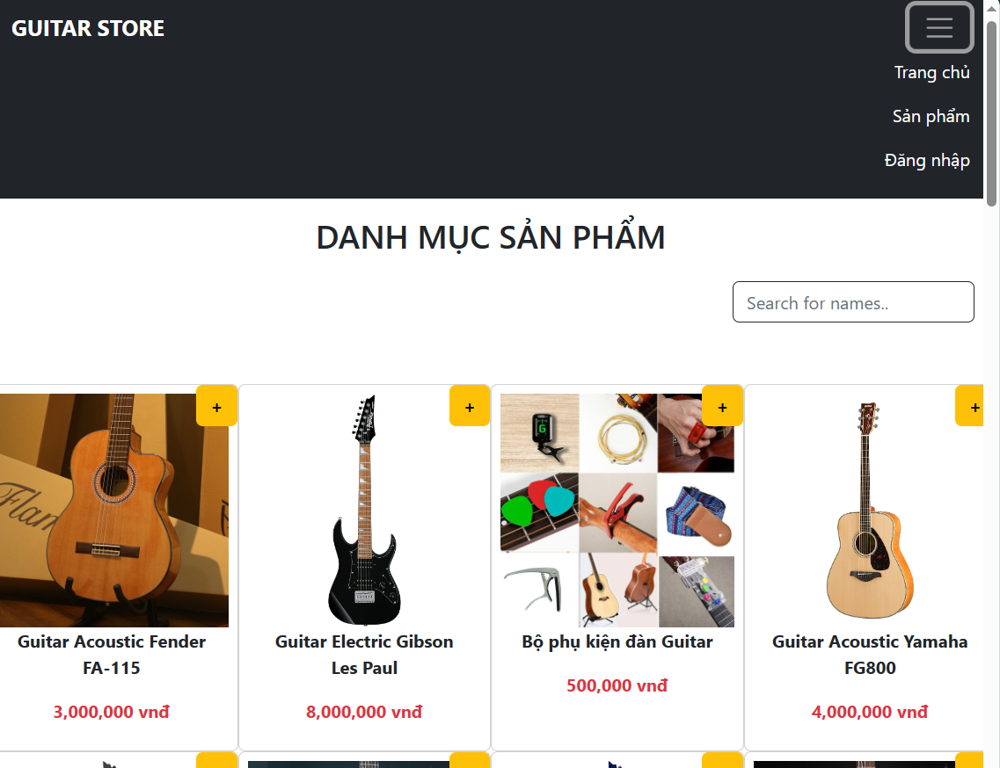 GUITAR STORE
Trang chủ
Sản phẩm
Đăng nhập
DANH MỤC SẢN PHẨM
Search for names..
+
+
+
+
Flam
G
Guitar Acoustic Fender
FA-115
3,000,000 vnđ
Guitar Electric Gibson
Les Paul
8,000,000 vnđ
Bộ phụ kiện đàn Guitar
500,000 vnđ
Guitar Acoustic Yamaha
FG800
4,000,000 vnđ